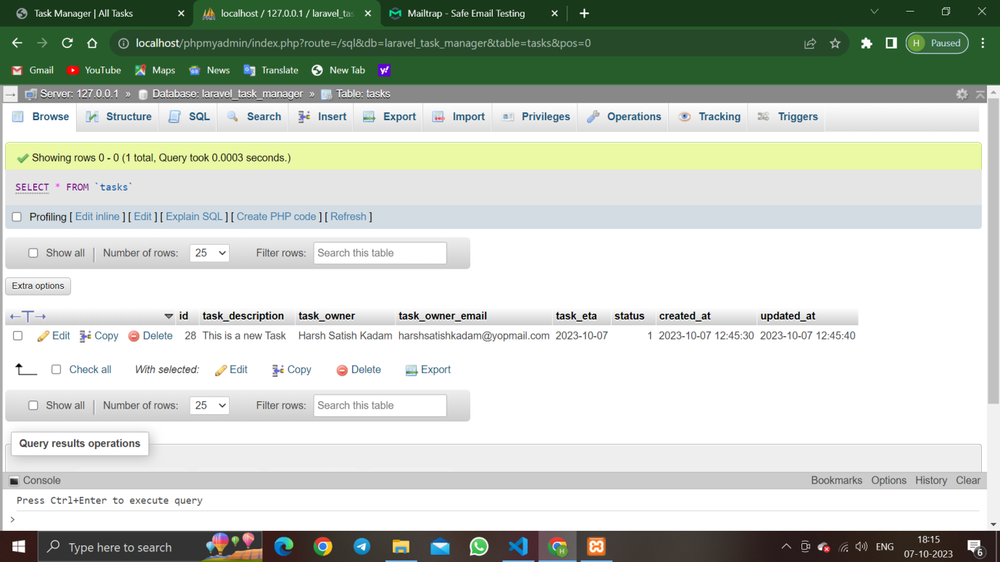 Task Manager | All Tasks
localhost / 127.0.0.1 / laravel_tas
Mailtrap - Safe Email Testing
localhost/phpmyadmin/index.php?route=/sql&db=laravel_task_manager&table=tasks&pos=0
H Paused
Gmail YouTube Maps News Translate New Tab y!
Server: 127.0.0.1 » Database: laravel_task_manager » Table: tasks
Browse Structure SQL Search Insert Export Import Privileges Operations Tracking Triggers
Showing rows 0 - 0 (1 total, Query took 0.0003 seconds.)
SELECT * FROM `tasks`
Profiling [ Edit inline ] [ Edit ] [ Explain SQL ] [ Create PHP code ] [ Refresh ]
Show all | Number of rows: 25 Filter rows: Search this table
Extra options
←T→ id task_description task_owner task_owner_email task_eta status created_at updated_at
Edit Copy Delete 28 This is a new Task Harsh Satish Kadam harshsatishkadam@yopmail.com 2023-10-07 1 2023-10-07 12:45:30 2023-10-07 12:45:40
Check all With selected: Edit Copy Delete Export
Show all | Number of rows: 25 Filter rows: Search this table
Query results operations
Console Bookmarks Options History Clear
Press Ctrl+Enter to execute query
>
Type here to search
ENG
18:15
07-10-2023
6